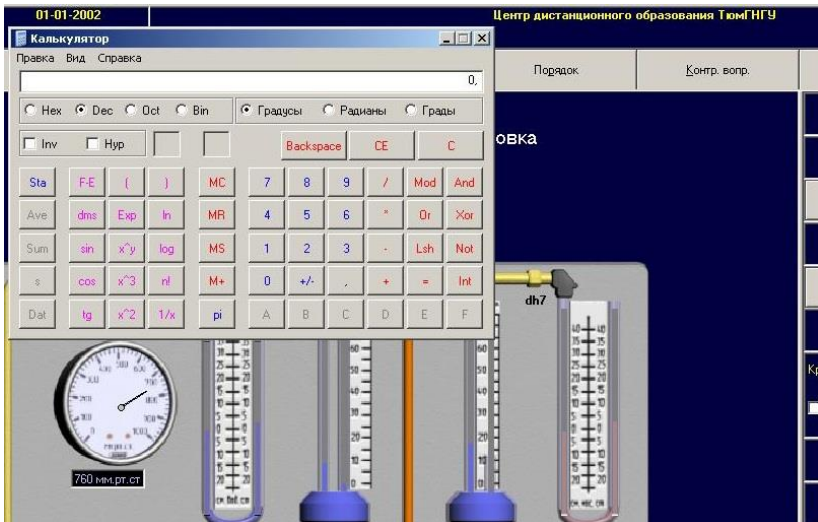 01-01-2002
Центр дистанционного образования ТюмГНГУ
Калькулятор
Правка Вид Справка
0,
Порядок
Контр. вопр.
Hex Dec Oct Bin
Градусы Радианы Грады
Inv Hyp
Backspace CE C
овка
Sta F-E ( ) MC 7 8 9 / Mod And
Ave dms Exp ln MR 4 5 6 * Or Xor
Sum sin x^y log MS 1 2 3 - Lsh Not
s cos x^3 n! M+ 0 +/- , + = Int
Dat tg x^2 1/x pi A B C D E F
dh7
760 мм.рт.ст